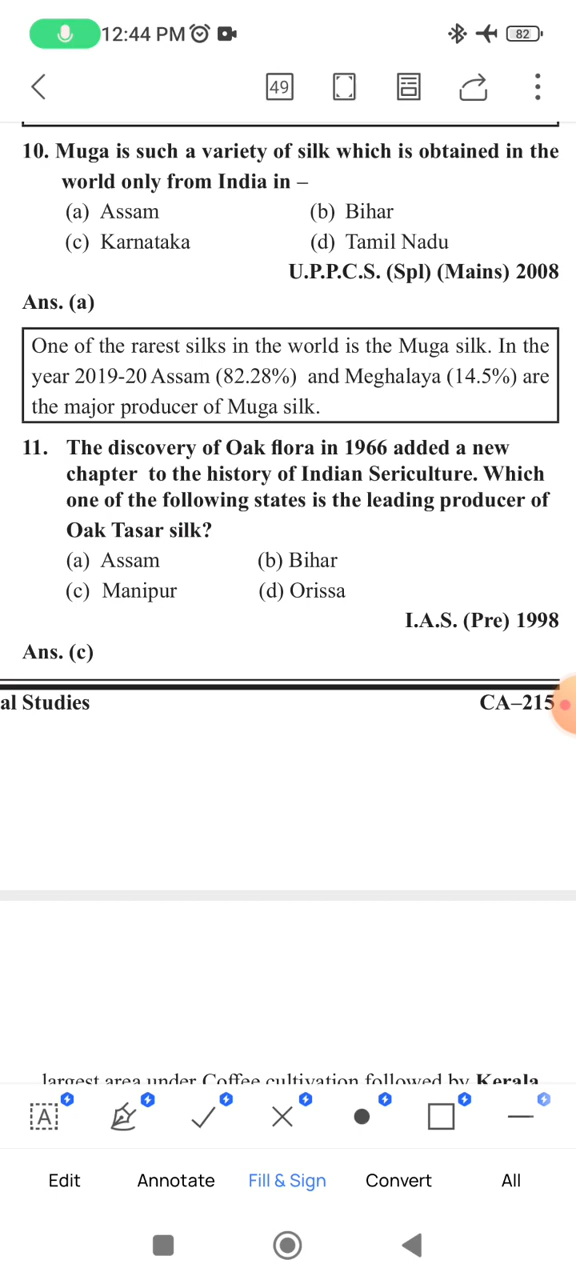 12:44 PM
82
49
10. Muga is such a variety of silk which is obtained in the
world only from India in –
(a) Assam (b) Bihar
(c) Karnataka (d) Tamil Nadu
U.P.P.C.S. (Spl) (Mains) 2008
Ans. (a)
One of the rarest silks in the world is the Muga silk. In the
year 2019-20 Assam (82.28%) and Meghalaya (14.5%) are
the major producer of Muga silk.
11. The discovery of Oak flora in 1966 added a new
chapter to the history of Indian Sericulture. Which
one of the following states is the leading producer of
Oak Tasar silk?
(a) Assam (b) Bihar
(c) Manipur (d) Orissa
I.A.S. (Pre) 1998
Ans. (c)
al Studies CA–215
largest area under Coffee cultivation followed by Kerala
A
Edit Annotate Fill & Sign Convert All